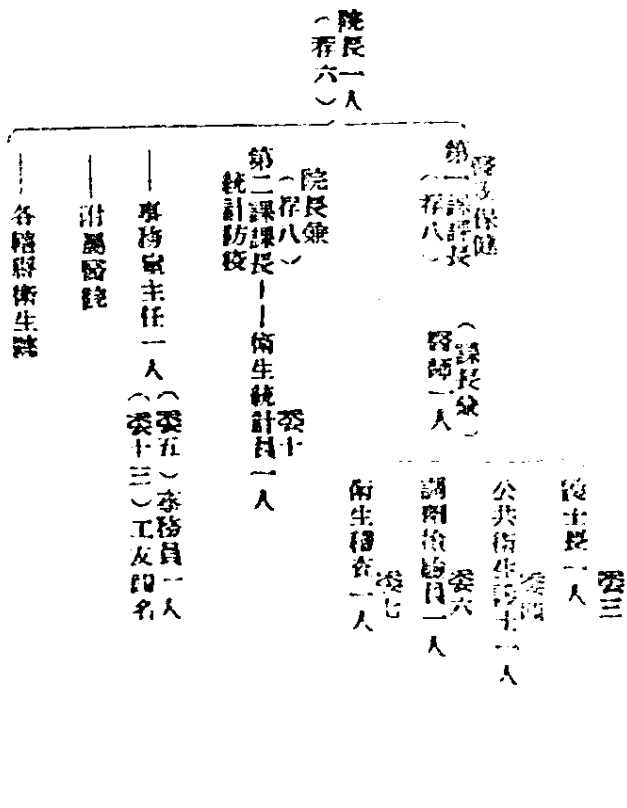 院長一人
（荐六）
醫政保健
第一課課長
（荐八）
（課長兼）
醫師一人
護士長一人
委三
公共衛生護士一人
委四
調劑檢驗員一人
委六
衛生稽查一人
委七
院長兼
（荐八）
第二課課長——衛生統計員一人
委十
統計防疫
事務室主任一人（委五）事務員一人
（委十三）工友四名
附屬醫院
各轄縣衛生院